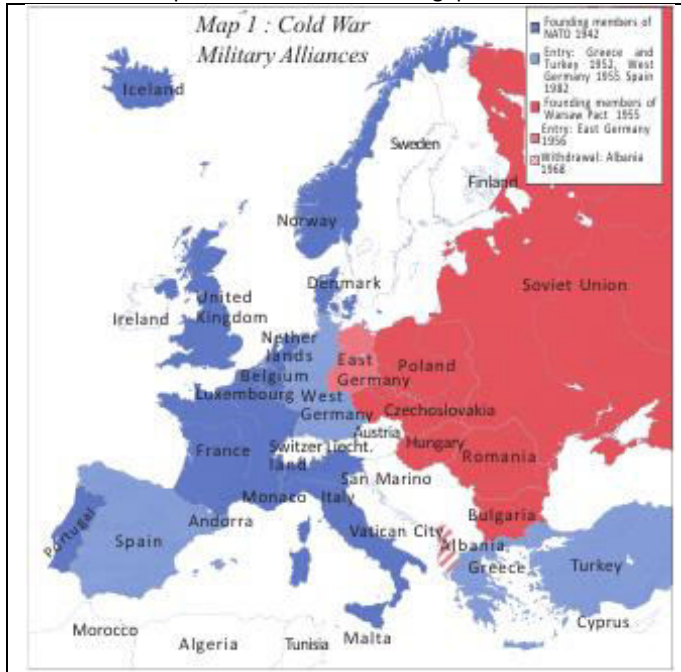 Map 1 : Cold War
Military Alliances
Founding members of
NATO 1942
Entry: Greece and
Turkey 1952, West
Germany 1955 Spain
1982
Founding members of
Warsaw Pact 1955
Entry: East Germany
1956
Withdrawal: Albania
1968
Iceland
Sweden
Finland
Norway
Denmark
Soviet Union
United
Kingdom
Ireland
Nether
lands
Belgium
Luxembourg
East
Germany
Poland
West
Germany
Czechoslovakia
Austria
France
Switzer
land
Liecht.
Hungary
Romania
San Marino
Monaco
Italy
Andorra
Vatican City
Bulgaria
Albania
Portugal
Spain
Greece
Turkey
Cyprus
Morocco
Algeria
Tunisia
Malta